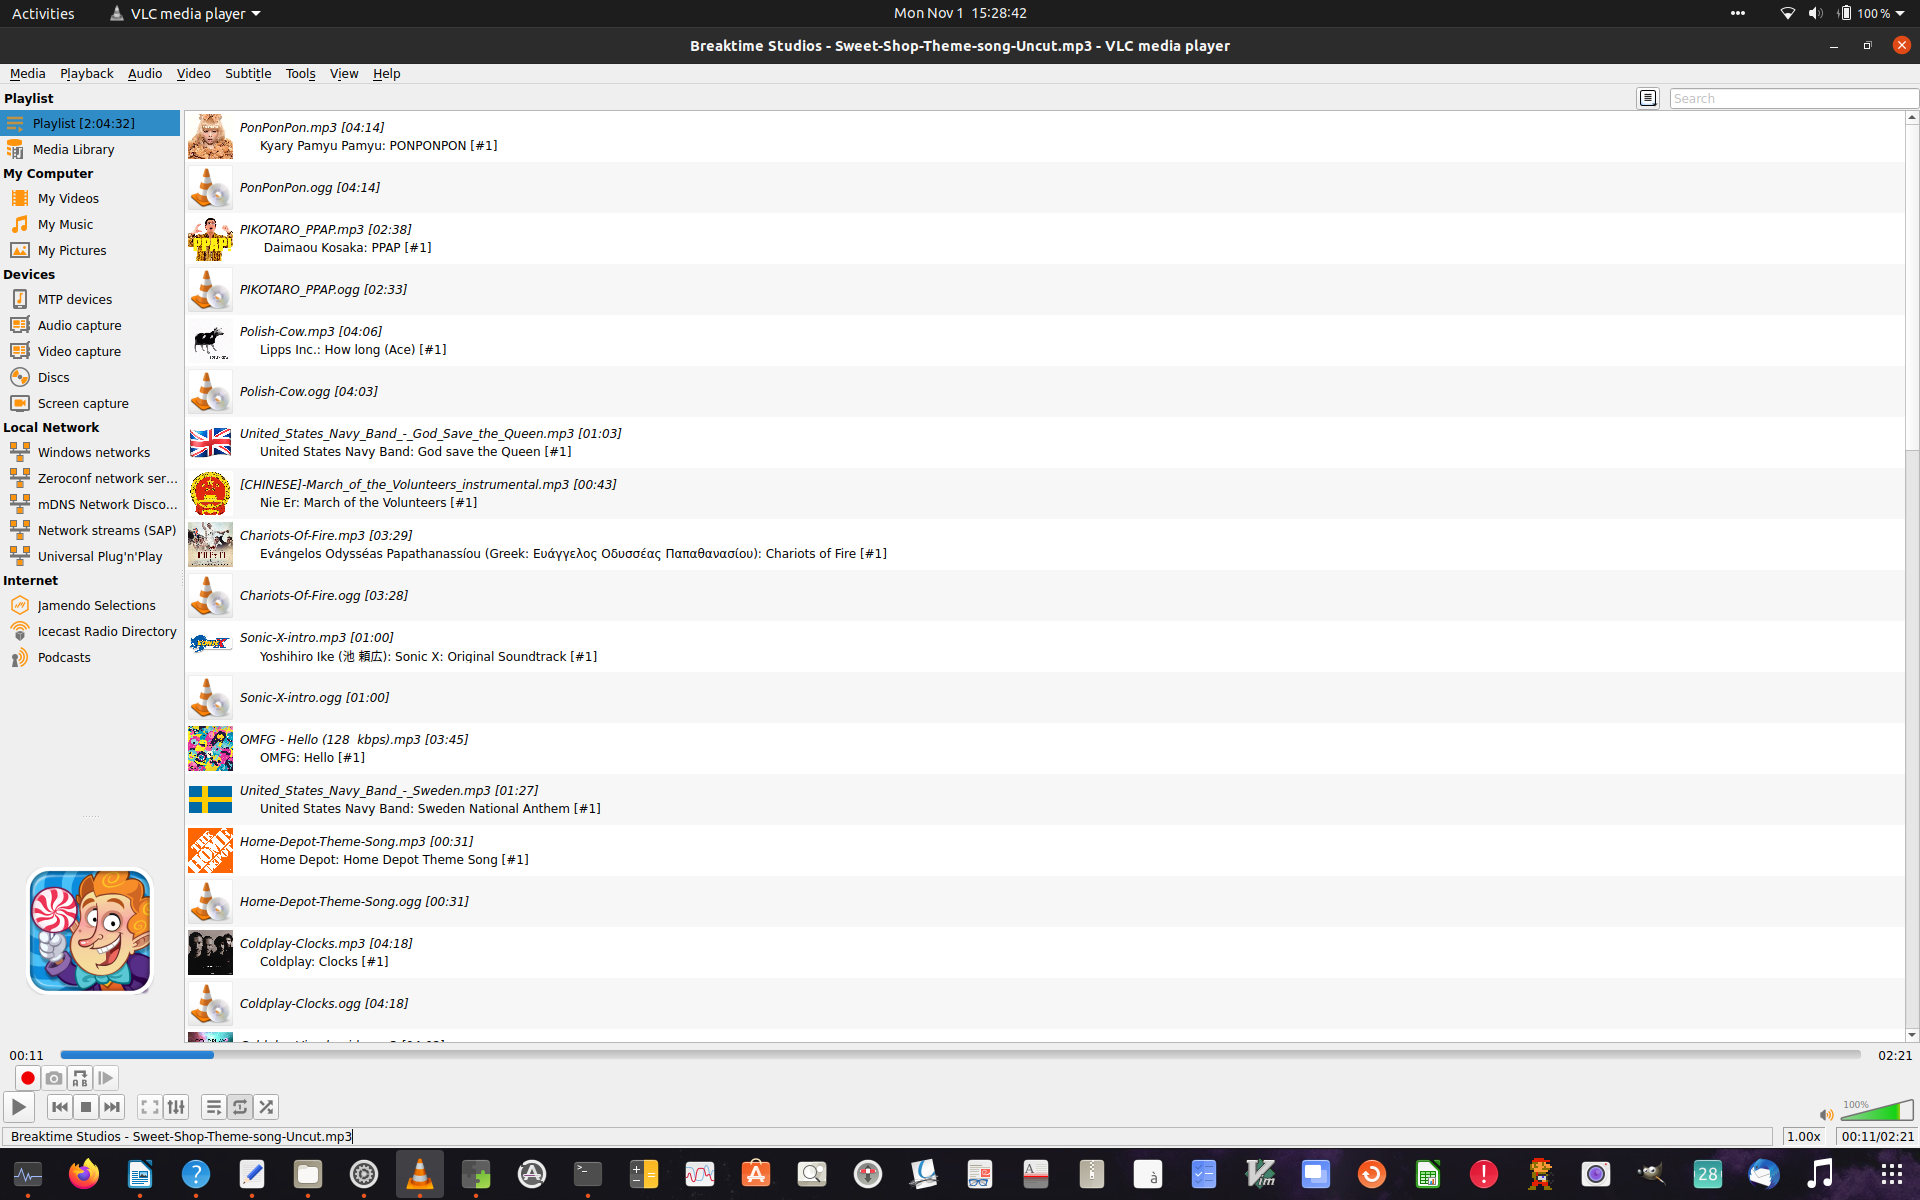 Activities
VLC media player
Mon Nov 1 15:28:42
100 %
Breaktime Studios - Sweet-Shop-Theme-song-Uncut.mp3 - VLC media player
Media Playback Audio Video Subtitle Tools View Help
Playlist
Search
Playlist [2:04:32]
Media Library
My Computer
My Videos
My Music
My Pictures
Devices
MTP devices
Audio capture
Video capture
Discs
Screen capture
Local Network
Windows networks
Zeroconf network ser...
mDNS Network Disco...
Network streams (SAP)
Universal Plug'n'Play
Internet
Jamendo Selections
Icecast Radio Directory
Podcasts
PonPonPon.mp3 [04:14]
Kyary Pamyu Pamyu: PONPONPON [#1]
PonPonPon.ogg [04:14]
PPAP
PIKOTARO_PPAP.mp3 [02:38]
Daimaou Kosaka: PPAP [#1]
PIKOTARO_PPAP.ogg [02:33]
Polish-Cow.mp3 [04:06]
Lipps Inc.: How long (Ace) [#1]
Polish-Cow.ogg [04:03]
United_States_Navy_Band_-_God_Save_the_Queen.mp3 [01:03]
United States Navy Band: God save the Queen [#1]
[CHINESE]-March_of_the_Volunteers_instrumental.mp3 [00:43]
Nie Er: March of the Volunteers [#1]
Chariots-Of-Fire.mp3 [03:29]
Evángelos Odysséas Papathanassíou (Greek: Ευάγγελος Οδυσσέας Παπαθανασίου): Chariots of Fire [#1]
Chariots-Of-Fire.ogg [03:28]
Sonic-X-intro.mp3 [01:00]
Yoshihiro Ike (池 頼広): Sonic X: Original Soundtrack [#1]
Sonic-X-intro.ogg [01:00]
OMFG - Hello (128  kbps).mp3 [03:45]
OMFG: Hello [#1]
United_States_Navy_Band_-_Sweden.mp3 [01:27]
United States Navy Band: Sweden National Anthem [#1]
THE HOME DEPOT
Home-Depot-Theme-Song.mp3 [00:31]
Home Depot: Home Depot Theme Song [#1]
Home-Depot-Theme-Song.ogg [00:31]
Coldplay-Clocks.mp3 [04:18]
Coldplay: Clocks [#1]
Coldplay-Clocks.ogg [04:18]
00:11
02:21
A B
100%
Breaktime Studios - Sweet-Shop-Theme-song-Uncut.mp3
1.00x
00:11/02:21
28